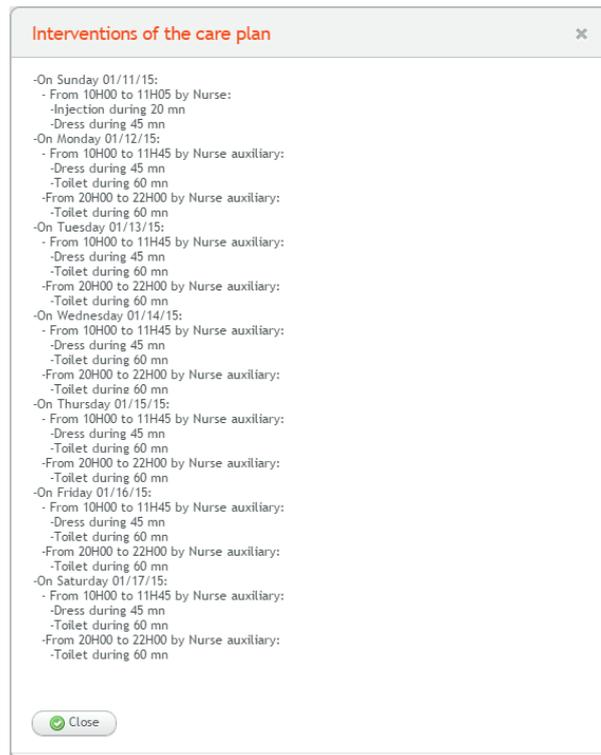 Interventions of the care plan
-On Sunday 01/11/15:
- From 10H00 to 11H05 by Nurse:
-Injection during 20 mn
-Dress during 45 mn
-On Monday 01/12/15:
- From 10H00 to 11H45 by Nurse auxiliary:
-Dress during 45 mn
-Toilet during 60 mn
-From 20H00 to 22H00 by Nurse auxiliary:
-Toilet during 60 mn
-On Tuesday 01/13/15:
- From 10H00 to 11H45 by Nurse auxiliary:
-Dress during 45 mn
-Toilet during 60 mn
-From 20H00 to 22H00 by Nurse auxiliary:
-Toilet during 60 mn
-On Wednesday 01/14/15:
- From 10H00 to 11H45 by Nurse auxiliary:
-Dress during 45 mn
-Toilet during 60 mn
-From 20H00 to 22H00 by Nurse auxiliary:
-Toilet during 60 mn
-On Thursday 01/15/15:
- From 10H00 to 11H45 by Nurse auxiliary:
-Dress during 45 mn
-Toilet during 60 mn
-From 20H00 to 22H00 by Nurse auxiliary:
-Toilet during 60 mn
-On Friday 01/16/15:
- From 10H00 to 11H45 by Nurse auxiliary:
-Dress during 45 mn
-Toilet during 60 mn
-From 20H00 to 22H00 by Nurse auxiliary:
-Toilet during 60 mn
-On Saturday 01/17/15:
- From 10H00 to 11H45 by Nurse auxiliary:
-Dress during 45 mn
-Toilet during 60 mn
-From 20H00 to 22H00 by Nurse auxiliary:
-Toilet during 60 mn
Close